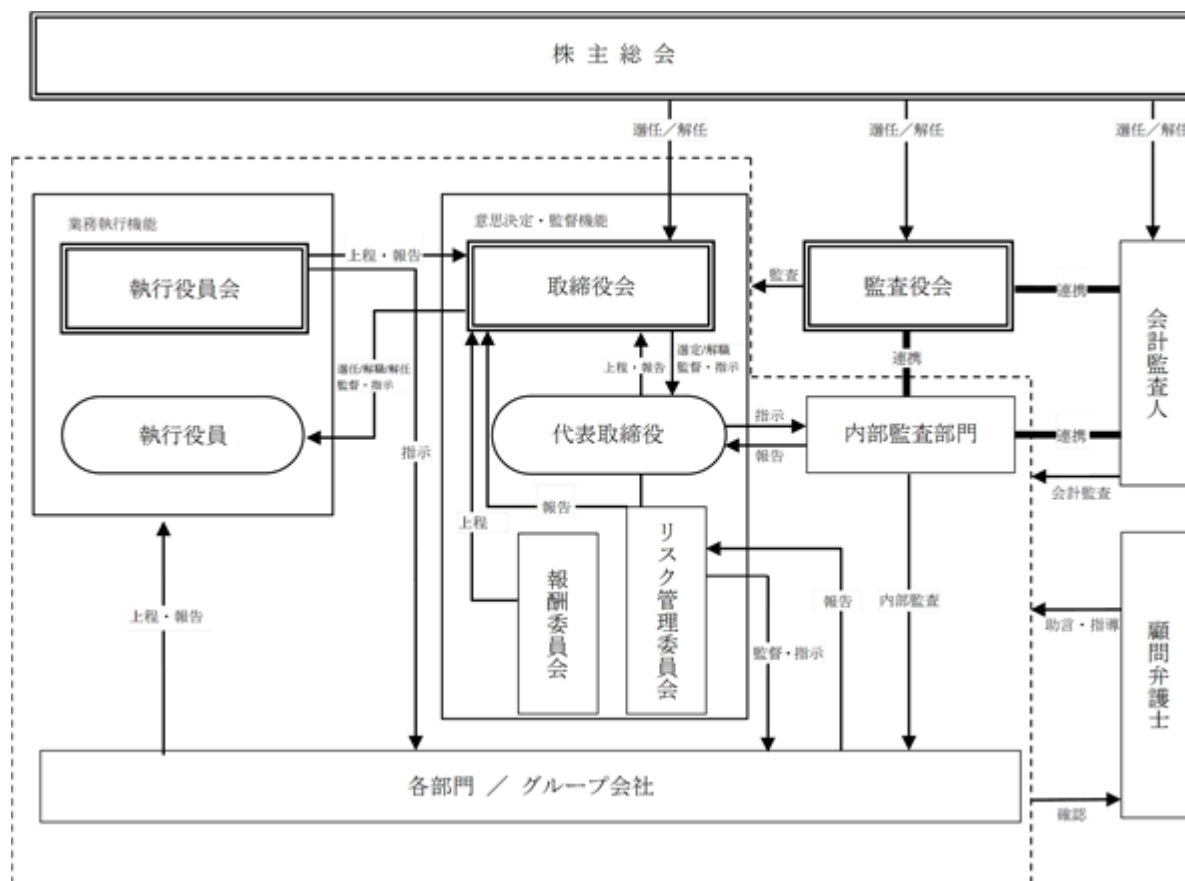 株主総会
選任／解任
選任／解任
選任／解任
業務執行機能
意思決定・監督機能
執行役員会
上程・報告
取締役会
監査
監査役会
連携
会計監査人
選任/解職/解任
監督・指示
上程・報告
選定/解職
監督・指示
連携
執行役員
指示
代表取締役
指示
報告
内部監査部門
連携
会計監査
上程
報告
報酬委員会
リスク管理委員会
報告
内部監査
助言・指導
顧問弁護士
上程・報告
監督・指示
各部門 ／ グループ会社
確認